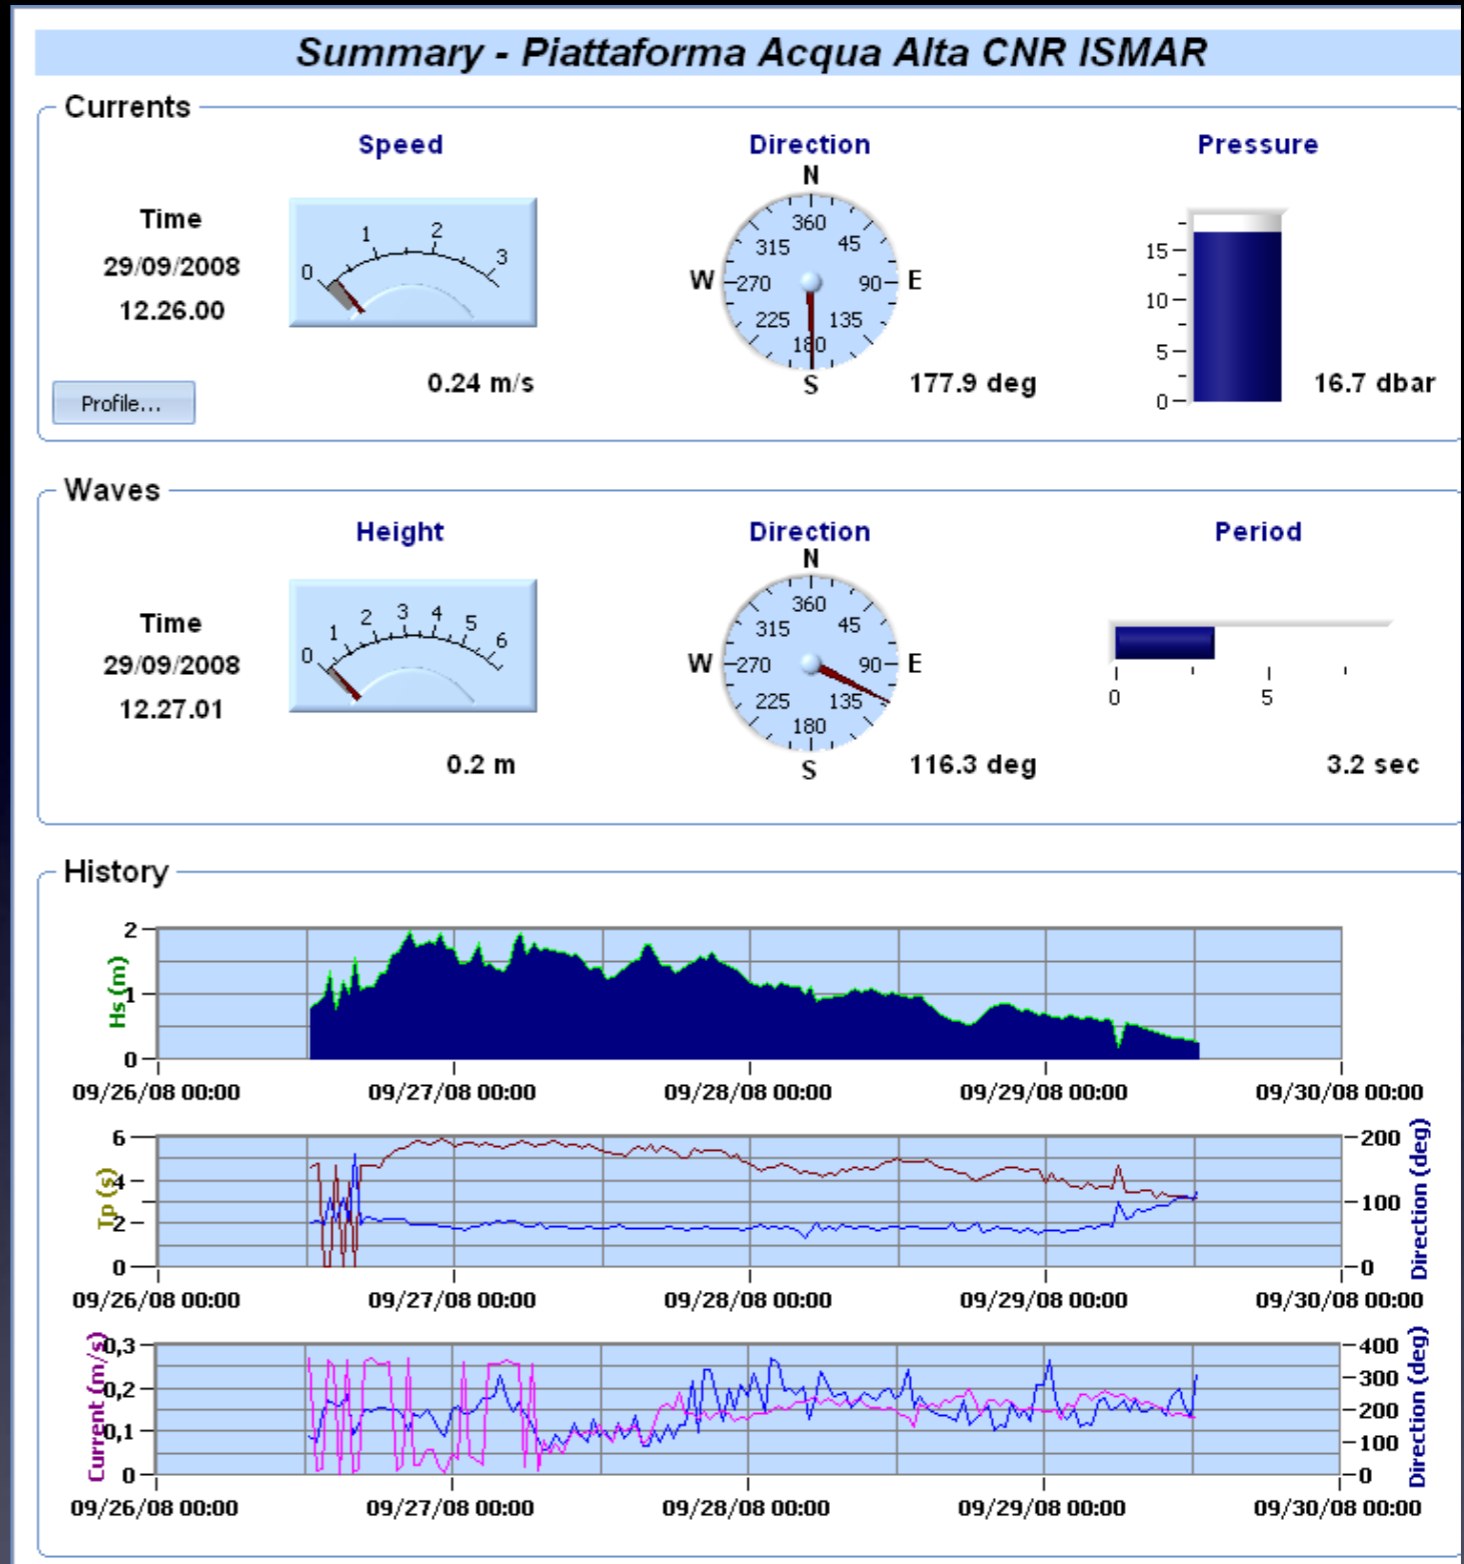 Summary - Piattaforma Acqua Alta CNR ISMAR
Currents
Speed
Direction
Pressure
Time
29/09/2008
12.26.00
0 1 2 3
0.24 m/s
N
360
315 45
W 270 90 E
225 135
180
S
177.9 deg
15
10
5
0
16.7 dbar
Profile...
Waves
Height
Direction
Period
Time
29/09/2008
12.27.01
0 1 2 3 4 5 6
0.2 m
N
360
315 45
W 270 90 E
225 135
180
S
116.3 deg
0 5
3.2 sec
History
Hs (m)
2
1
0
09/26/08 00:00 09/27/08 00:00 09/28/08 00:00 09/29/08 00:00 09/30/08 00:00
Tp (s)
6
4
2
0
200
100
0
Direction (deg)
09/26/08 00:00 09/27/08 00:00 09/28/08 00:00 09/29/08 00:00 09/30/08 00:00
Current (m/s)
0,3
0,2
0,1
0
400
300
200
100
0
Direction (deg)
09/26/08 00:00 09/27/08 00:00 09/28/08 00:00 09/29/08 00:00 09/30/08 00:00